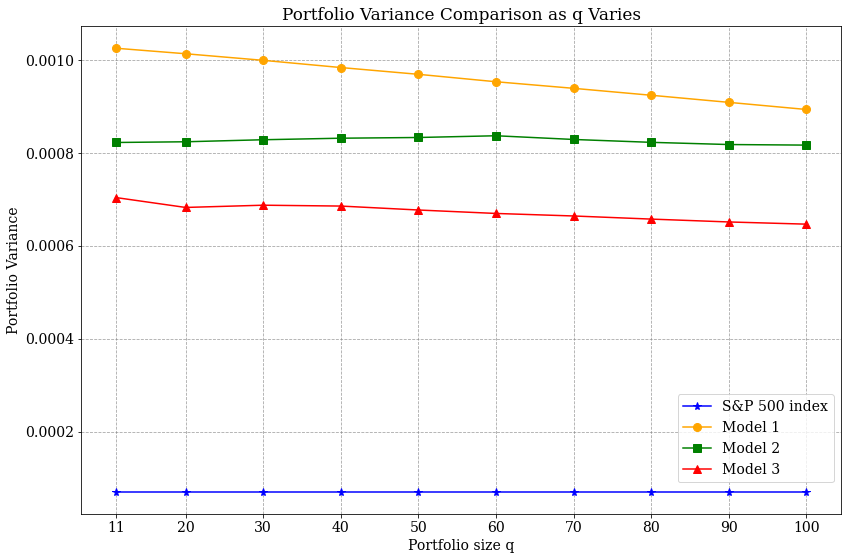 Portfolio Variance Comparison as q Varies
Portfolio Variance
0.0010
0.0008
0.0006
0.0004
0.0002
S&P 500 index
Model 1
Model 2
Model 3
11 20 30 40 50 60 70 80 90 100
Portfolio size q